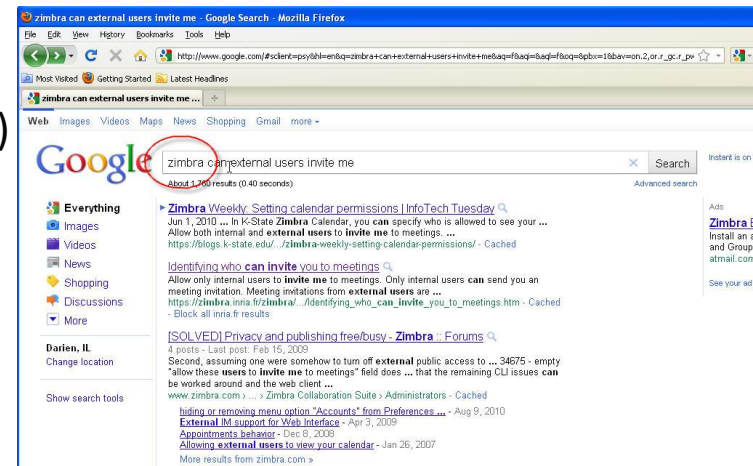 zimbra can external users invite me - Google Search - Mozilla Firefox
File Edit View History Bookmarks Tools Help
Most Visited Getting Started Latest Headlines
zimbra can external users invite me ...
Web Images Videos Maps News Shopping Gmail more
)
Google
zimbra can external users invite me
Search
Instant is on
About 1,760 results (0.40 seconds)
Advanced search
Everything
Images
Videos
News
Shopping
Discussions
More
Darien, IL
Change location
Show search tools
Zimbra Weekly: Setting calendar permissions | InfoTech Tuesday
Jun 1, 2010 ... In K-State Zimbra Calendar, you can specify who is allowed to see your ...
Allow both internal and external users to invite me to meetings. ...
https://blogs.k-state.edu/.../zimbra-weekly-setting-calendar-permissions/ - Cached
Identifying who can invite you to meetings
Allow only internal users to invite me to meetings. Only internal users can send you an
meeting invitation. Meeting invitations from external users are ...
https://zimbra.inria.fr/zimbra/.../Identifying_who_can_invite_you_to_meetings.htm - Cached
- Block all inria.fr results
[SOLVED] Privacy and publishing free/busy - Zimbra :: Forums
4 posts - Last post: Feb 15, 2009
Second, assuming one were somehow to turn off external public access to ... 34675 - empty
"allow these users to invite me to meetings" field does ... that the remaining CLI issues can
be worked around and the web client ...
www.zimbra.com › ... › Zimbra Collaboration Suite › Administrators - Cached
hiding or removing menu option "Accounts" from Preferences ... - Aug 9, 2010
External IM support for Web Interface - Apr 3, 2009
Appointments behavior - Dec 8, 2008
Allowing external users to view your calendar - Jan 26, 2007
More results from zimbra.com »
Ads
Zimbra
Install an
and Group
atmail.com
See your ad